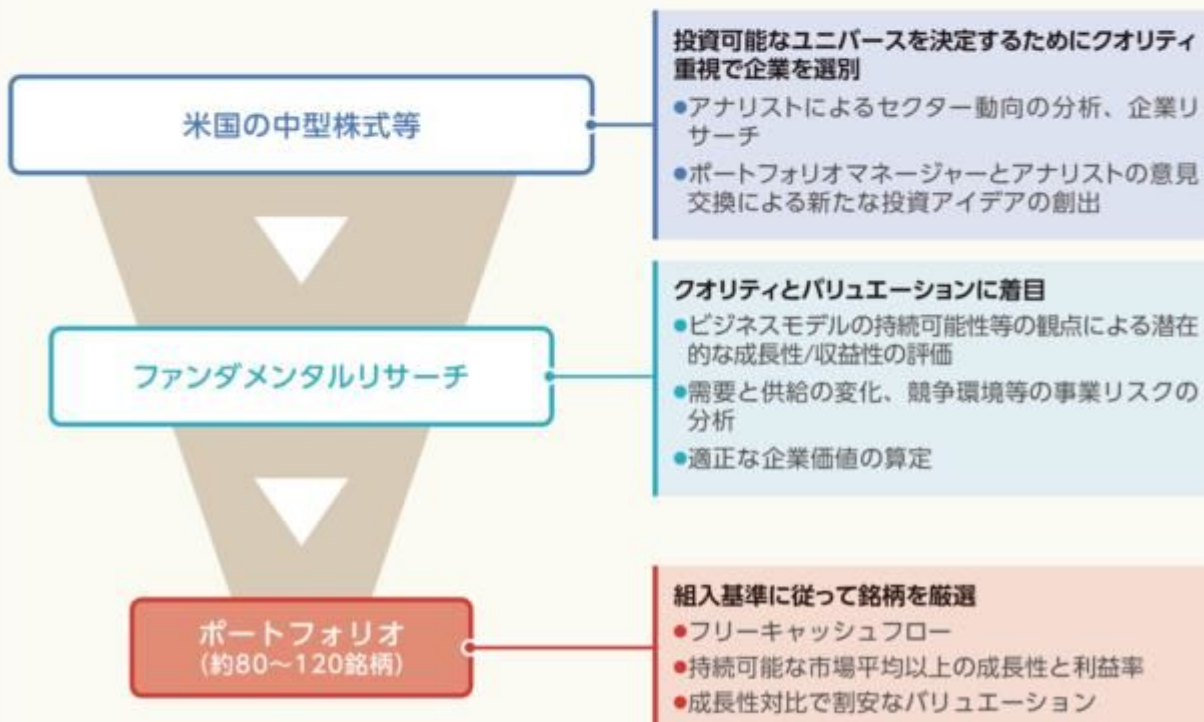 米国の中型株式等
投資可能なユニバースを決定するためにクオリティ
重視で企業を選別
●アナリストによるセクター動向の分析、企業リ
サーチ
●ポートフォリオマネージャーとアナリストの意見
交換による新たな投資アイデアの創出
ファンダメンタルリサーチ
クオリティとバリュエーションに着目
●ビジネスモデルの持続可能性等の観点による潜在
的な成長性/収益性の評価
●需要と供給の変化、競争環境等の事業リスクの
分析
●適正な企業価値の算定
ポートフォリオ
(約80～120銘柄)
組入基準に従って銘柄を厳選
●フリーキャッシュフロー
●持続可能な市場平均以上の成長性と利益率
●成長性対比で割安なバリュエーション